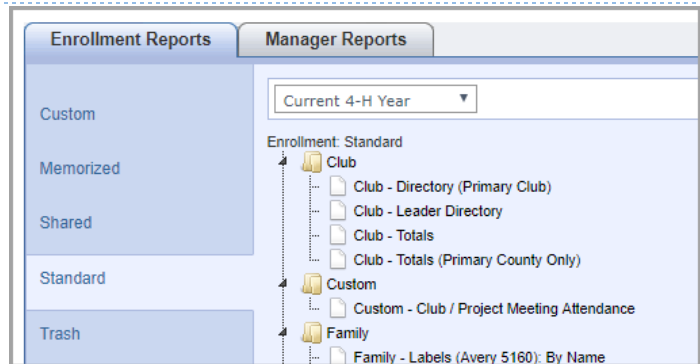 Enrollment Reports
Manager Reports
Custom
Memorized
Shared
Standard
Trash
Current 4-H Year
Enrollment: Standard
Club
Club - Directory (Primary Club)
Club - Leader Directory
Club - Totals
Club - Totals (Primary County Only)
Custom
Custom - Club / Project Meeting Attendance
Family
Family - Labels (Avery 5160): By Name